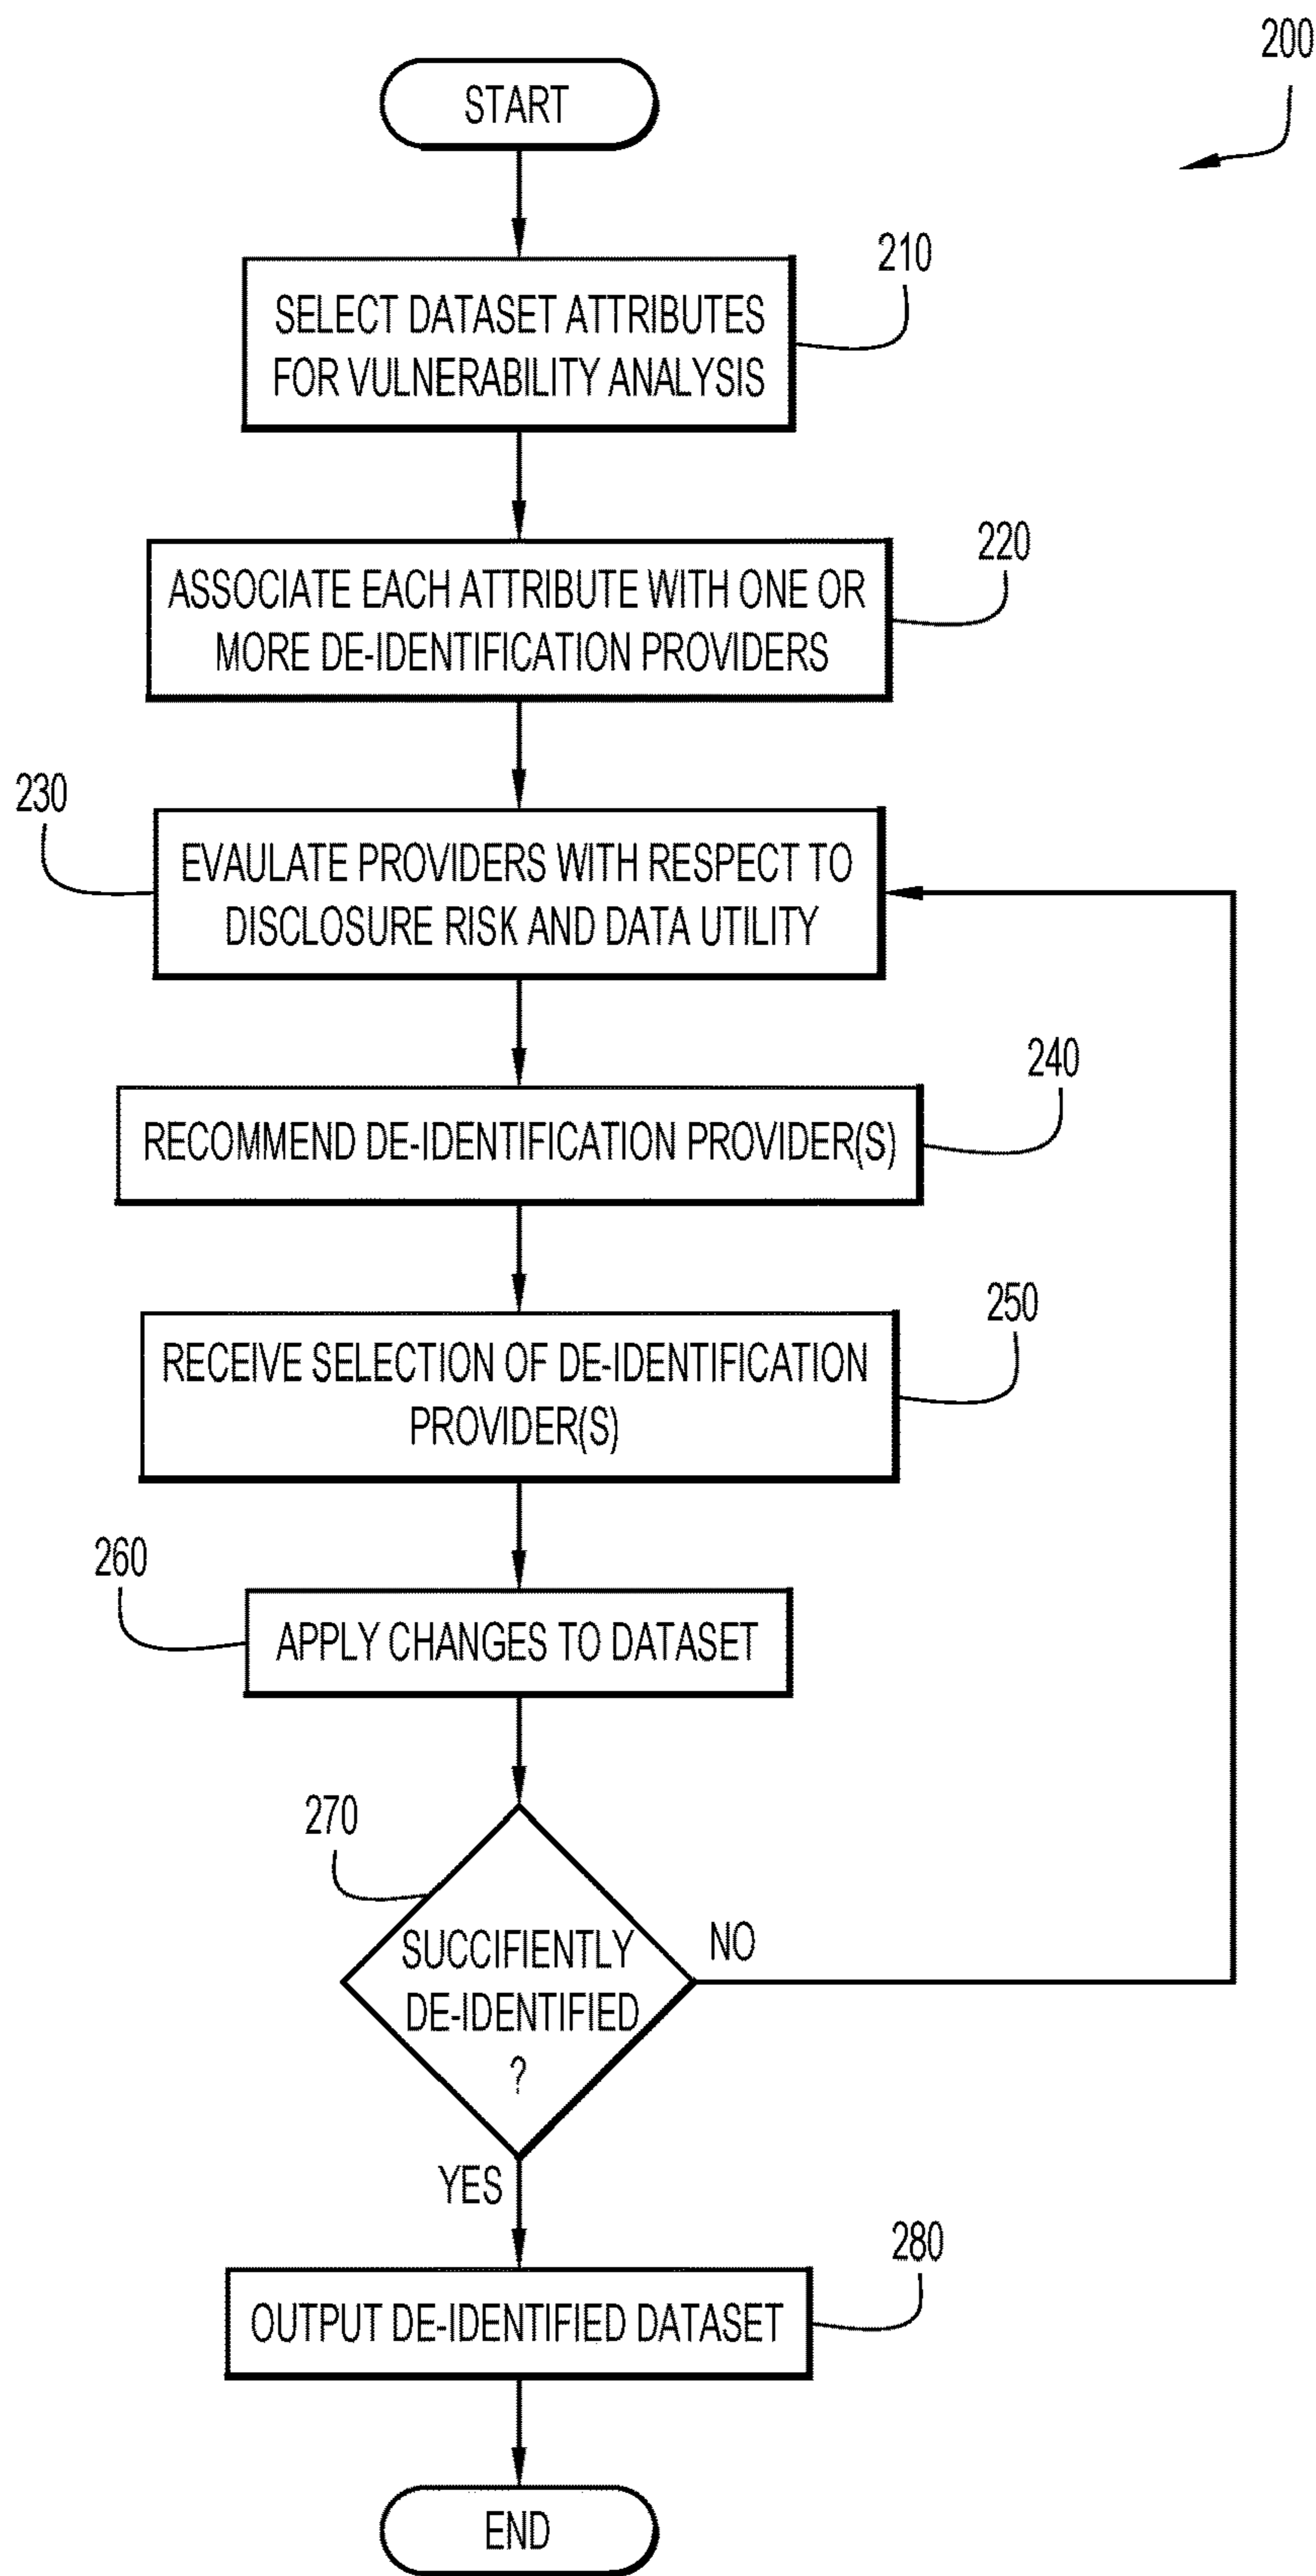 200
START
210
SELECT DATASET ATTRIBUTES
FOR VULNERABILITY ANALYSIS
220
ASSOCIATE EACH ATTRIBUTE WITH ONE OR
MORE DE-IDENTIFICATION PROVIDERS
230
EVAULATE PROVIDERS WITH RESPECT TO
DISCLOSURE RISK AND DATA UTILITY
240
RECOMMEND DE-IDENTIFICATION PROVIDER(S)
250
RECEIVE SELECTION OF DE-IDENTIFICATION
PROVIDER(S)
260
APPLY CHANGES TO DATASET
270
SUCCIFIENTLY
DE-IDENTIFIED
?
NO
YES
280
OUTPUT DE-IDENTIFIED DATASET
END